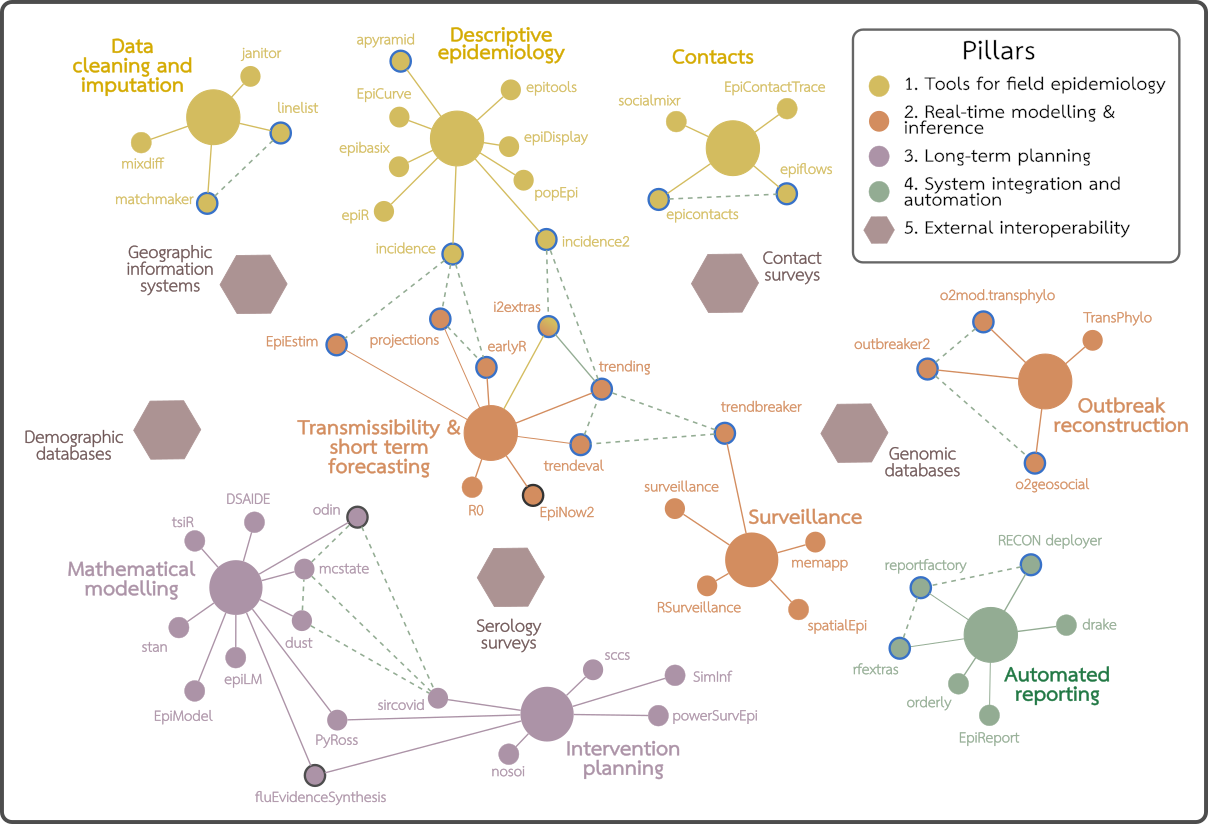 Data
cleaning and
imputation
janitor
linelist
mixdiff
matchmaker
Descriptive
epidemiology
apyramid
epitools
EpiCurve
epiDisplay
epibasix
popEpi
epiR
incidence
incidence2
Contacts
EpiContactTrace
socialmixr
epiflows
epicontacts
Pillars
1. Tools for field epidemiology
2. Real-time modelling &
inference
3. Long-term planning
4. System integration and
automation
5. External interoperability
Geographic
information
systems
Contact
surveys
i2extras
EpiEstim
projections
earlyR
trending
Transmissibility &
short term
forecasting
trendeval
R0
EpiNow2
trendbreaker
o2mod.transphylo
TransPhylo
outbreaker2
Outbreak
reconstruction
o2geosocial
Demographic
databases
Genomic
databases
surveillance
Surveillance
memapp
RSurveillance
spatialEpi
DSAIDE
odin
tsiR
Mathematical
modelling
mcstate
stan
dust
epiLM
EpiModel
PyRoss
sircovid
fluEvidenceSynthesis
Serology
surveys
sccs
SimInf
powerSurvEpi
Intervention
planning
nosoi
RECON deployer
reportfactory
drake
rfextras
Automated
reporting
orderly
EpiReport